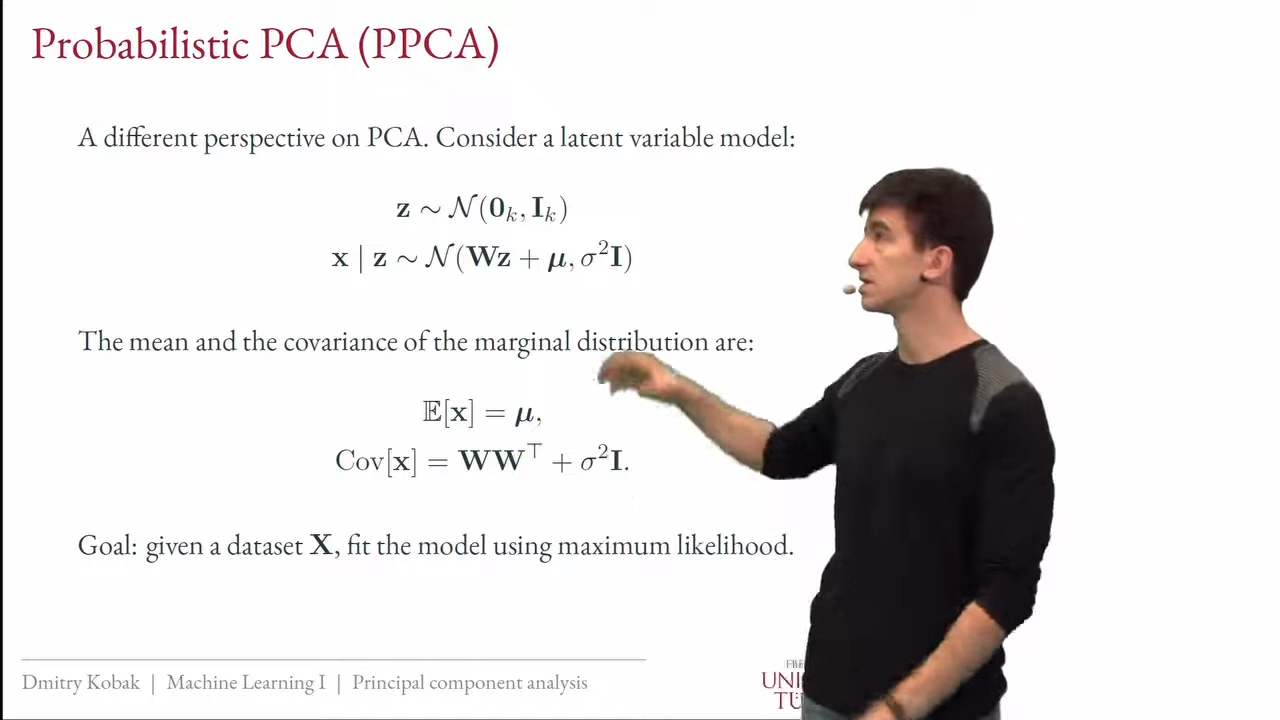 Probabilistic PCA (PPCA)
A different perspective on PCA. Consider a latent variable model:
z ∼ 𝒩(0ₖ, Iₖ)
x | z ∼ 𝒩(Wz + μ, σ²I)
The mean and the covariance of the marginal distribution are:
𝔼[x] = μ,
Cov[x] = WW⊤ + σ²I.
Goal: given a dataset X, fit the model using maximum likelihood.
Dmitry Kobak | Machine Learning I | Principal component analysis